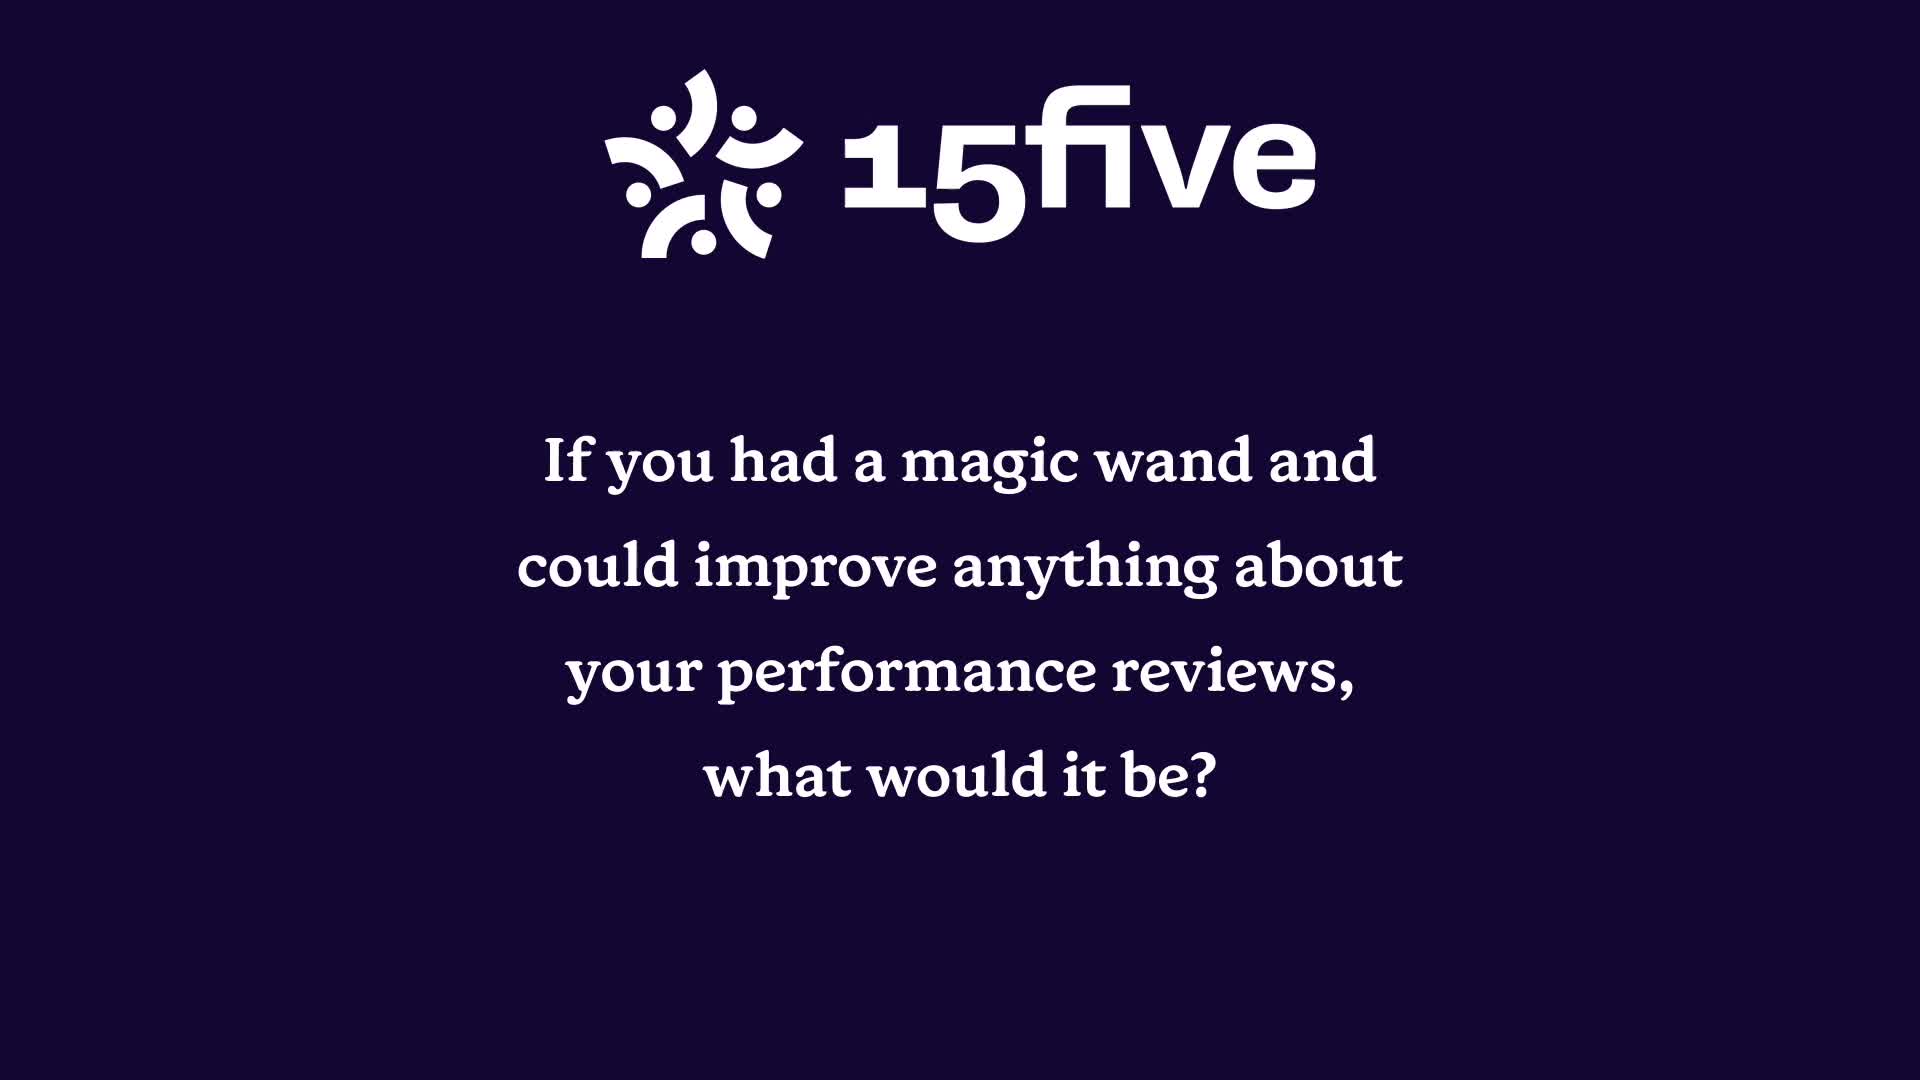 15five
If you had a magic wand and
could improve anything about
your performance reviews,
what would it be?